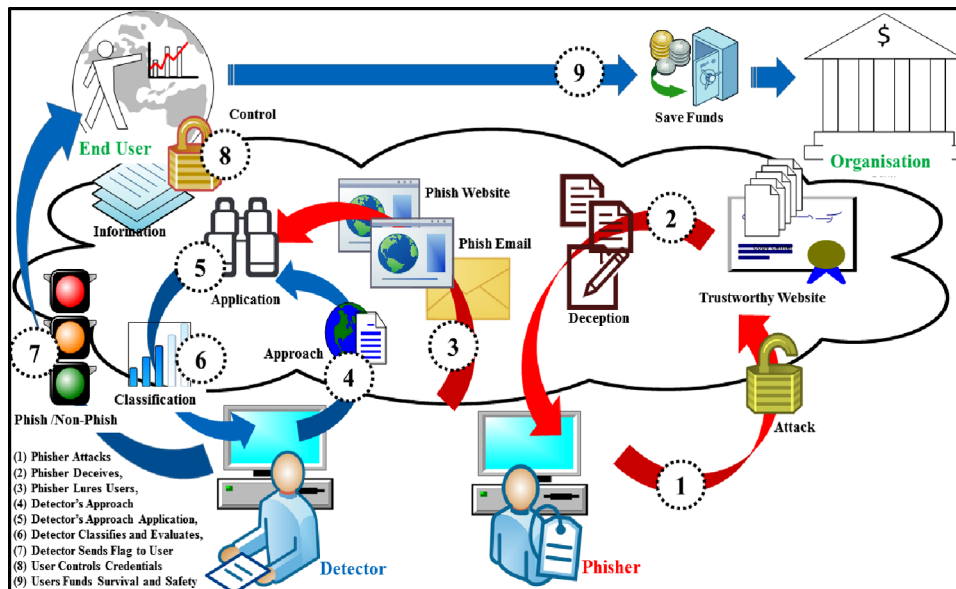 $
9
Save Funds
Control
End User
8
Organisation
Information
Phish Website
2
Phish Email
5
Application
Trustworthy Website
Deception
7
6
Approach
3
4
Classification
Attack
Phish /Non-Phish
1
(1) Phisher Attacks
(2) Phisher Deceives,
(3) Phisher Lures Users,
(4) Detector's Approach
(5) Detector's Approach Application,
(6) Detector Classifies and Evaluates,
(7) Detector Sends Flag to User
(8) User Controls Credentials
(9) Users Funds Survival and Safety
Detector
Phisher